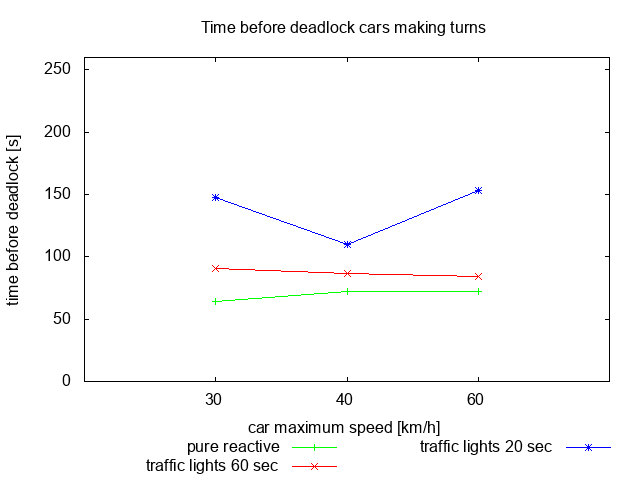 Time before deadlock cars making turns
250
200
150
100
50
0
time before deadlock [s]
30 40 60
car maximum speed [km/h]
pure reactive traffic lights 20 sec
traffic lights 60 sec